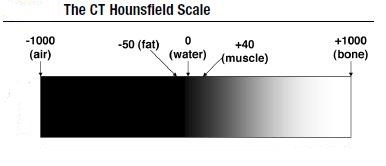 The CT Hounsfield Scale
-1000 -50 (fat) 0 +40 +1000
(air) (water) (muscle) (bone)